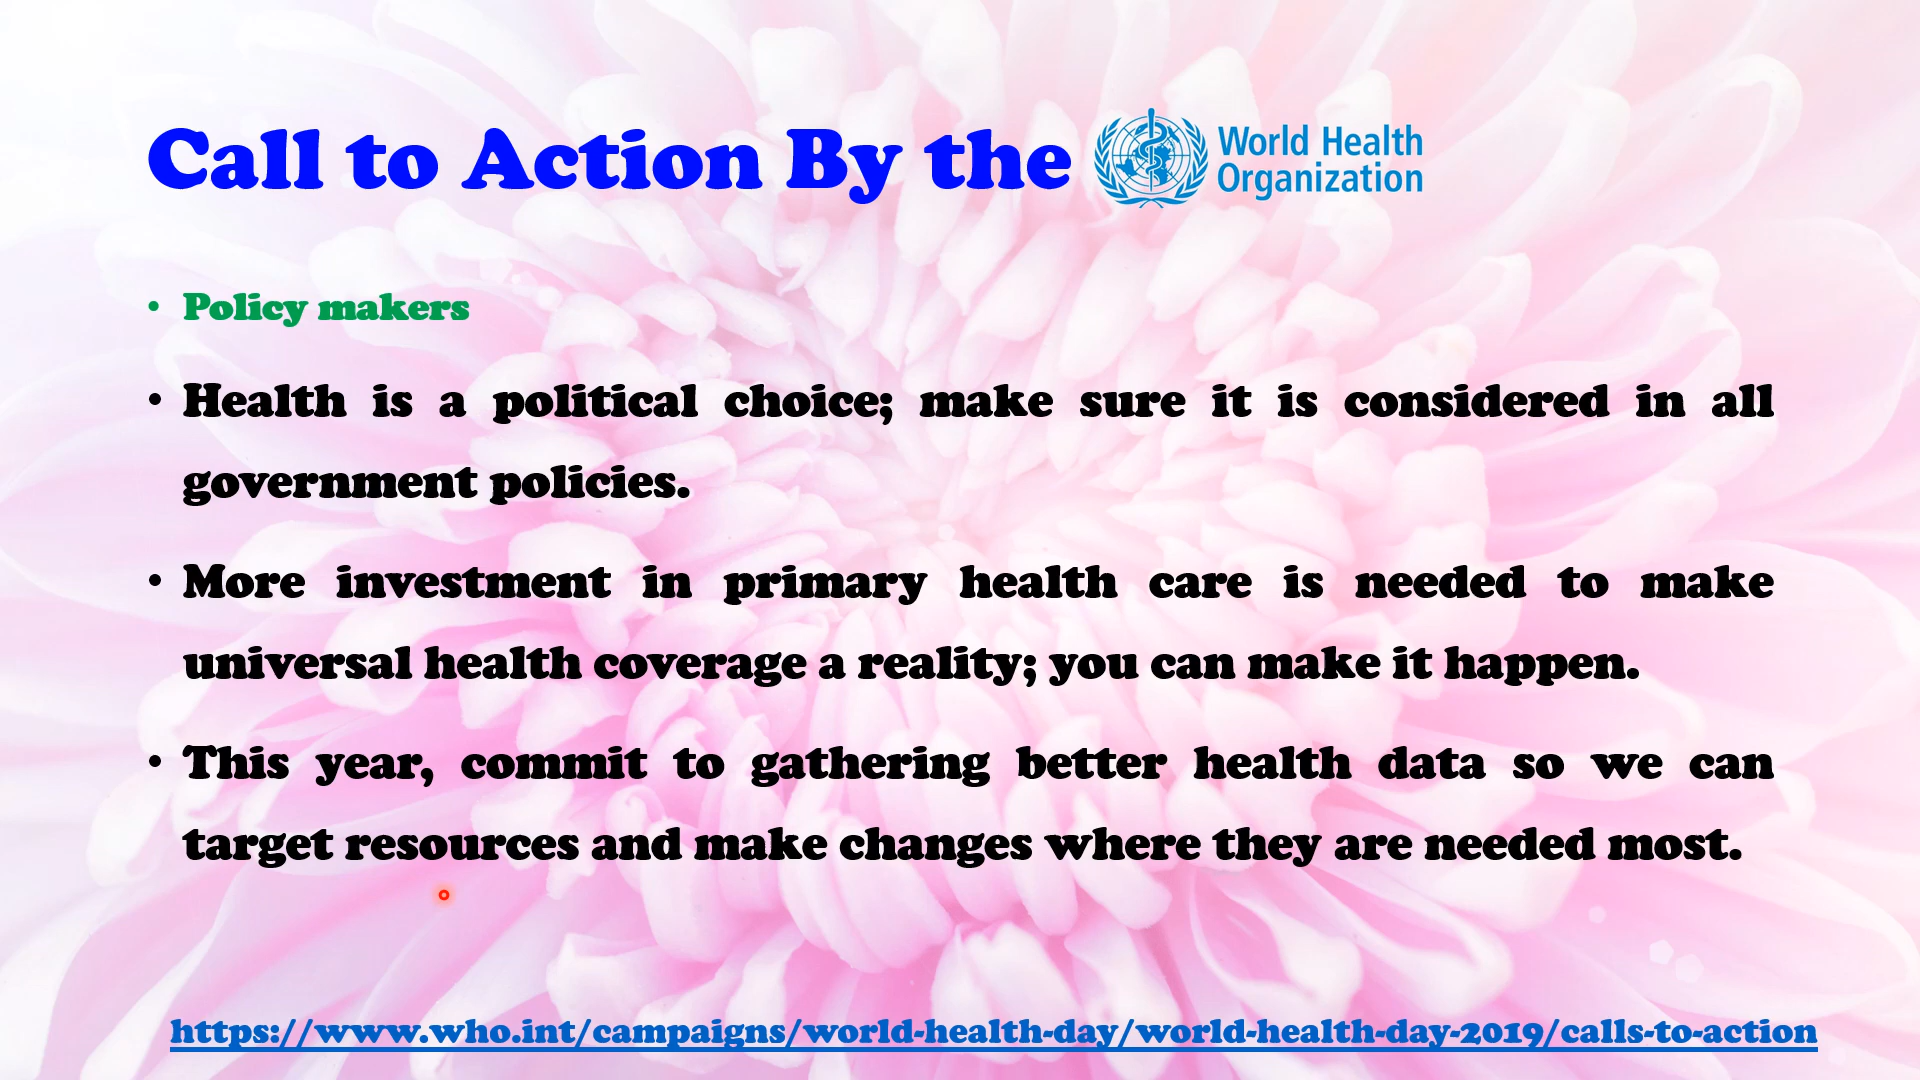 Call to Action By the World Health Organization
• Policy makers
• Health is a political choice; make sure it is considered in all
government policies.
• More investment in primary health care is needed to make
universal health coverage a reality; you can make it happen.
• This year, commit to gathering better health data so we can
target resources and make changes where they are needed most.
https://www.who.int/campaigns/world-health-day/world-health-day-2019/calls-to-action